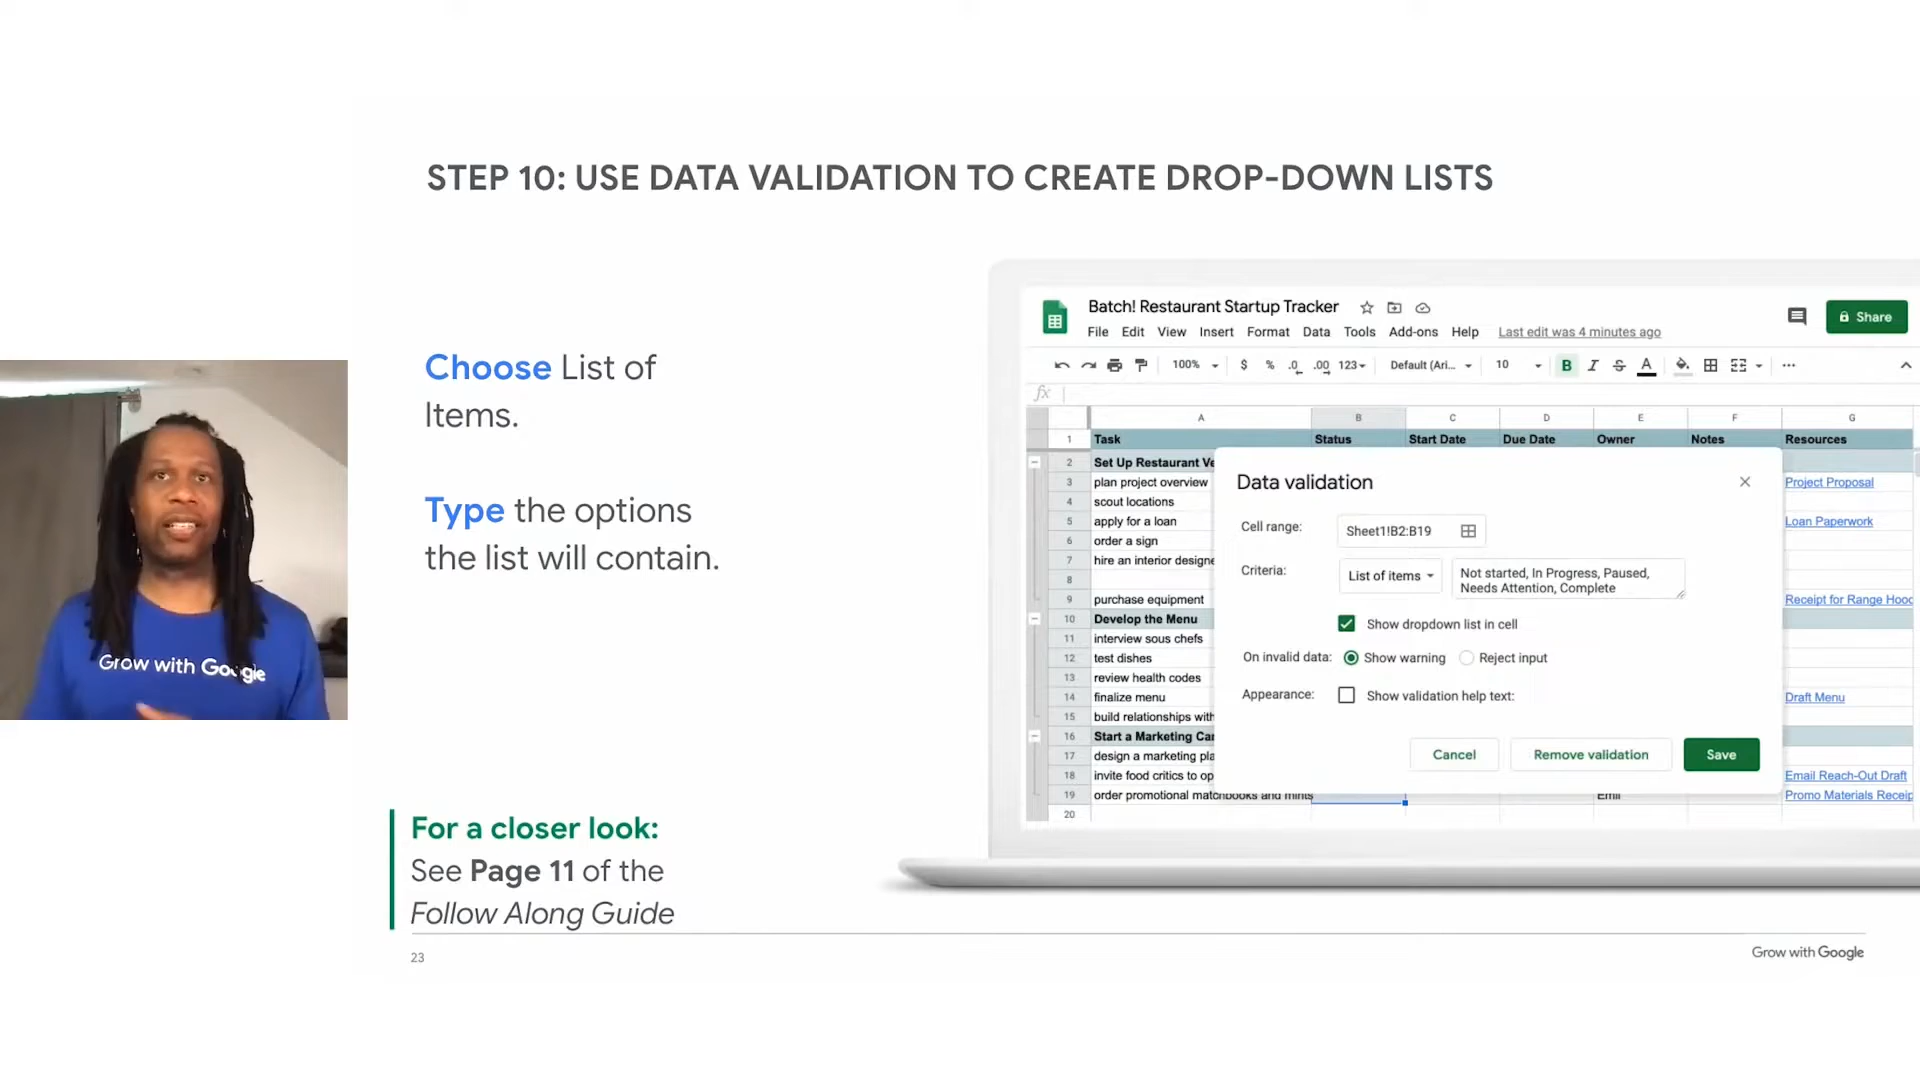 STEP 10: USE DATA VALIDATION TO CREATE DROP-DOWN LISTS
Choose List of
Items.
Type the options
the list will contain.
Grow with Google
For a closer look:
See Page 11 of the
Follow Along Guide
23
Grow with Google
Batch! Restaurant Startup Tracker
Share
File Edit View Insert Format Data Tools Add-ons Help Last edit was 4 minutes ago
100% $ % .0 .00 123 Default (Ari... 10 B I S A ...
fx
A B C D E F G
1 Task Status Start Date Due Date Owner Notes Resources
2 Set Up Restaurant Ve
3 plan project overview Project Proposal
4 scout locations
5 apply for a loan Loan Paperwork
6 order a sign
7 hire an interior designe
8
9 purchase equipment Receipt for Range Hood
10 Develop the Menu
11 interview sous chefs
12 test dishes
13 review health codes
14 finalize menu Draft Menu
15 build relationships with
16 Start a Marketing Ca
17 design a marketing pla
18 invite food critics to op Email Reach-Out Draft
19 order promotional matchbooks and mints Promo Materials Receip
20
Data validation
Cell range: Sheet1!B2:B19
Criteria: List of items Not started, In Progress, Paused,
Needs Attention, Complete
Show dropdown list in cell
On invalid data: Show warning Reject input
Appearance: Show validation help text:
Cancel Remove validation Save